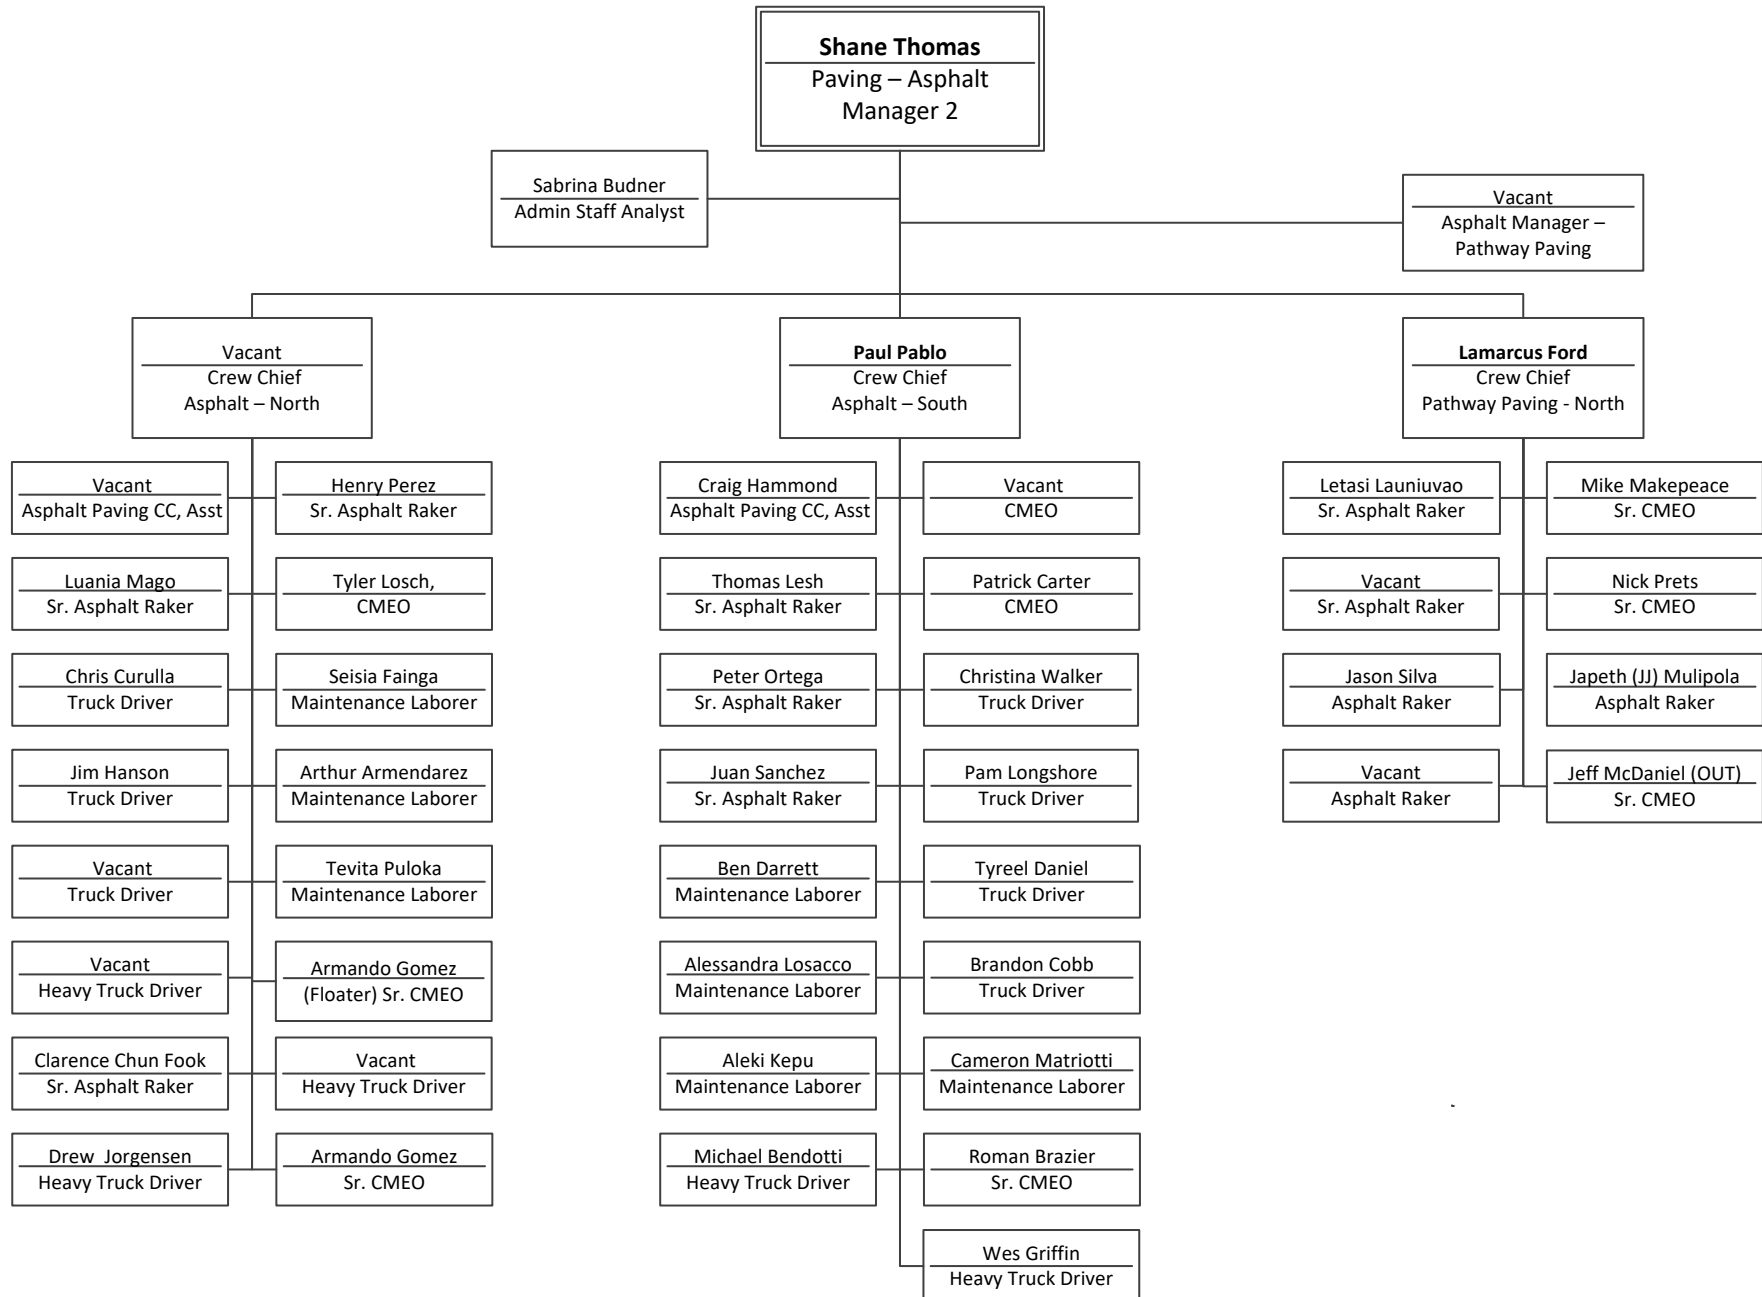 Shane Thomas
Paving – Asphalt
Manager 2
Sabrina Budner
Admin Staff Analyst
Vacant
Asphalt Manager –
Pathway Paving
Vacant
Crew Chief
Asphalt – North
Paul Pablo
Crew Chief
Asphalt – South
Lamarcus Ford
Crew Chief
Pathway Paving - North
Vacant
Asphalt Paving CC, Asst
Henry Perez
Sr. Asphalt Raker
Luania Mago
Sr. Asphalt Raker
Tyler Losch,
CMEO
Chris Curulla
Truck Driver
Seisia Fainga
Maintenance Laborer
Jim Hanson
Truck Driver
Arthur Armendarez
Maintenance Laborer
Vacant
Truck Driver
Tevita Puloka
Maintenance Laborer
Vacant
Heavy Truck Driver
Armando Gomez
(Floater) Sr. CMEO
Clarence Chun Fook
Sr. Asphalt Raker
Vacant
Heavy Truck Driver
Drew Jorgensen
Heavy Truck Driver
Armando Gomez
Sr. CMEO
Craig Hammond
Asphalt Paving CC, Asst
Vacant
CMEO
Thomas Lesh
Sr. Asphalt Raker
Patrick Carter
CMEO
Peter Ortega
Sr. Asphalt Raker
Christina Walker
Truck Driver
Juan Sanchez
Sr. Asphalt Raker
Pam Longshore
Truck Driver
Ben Darrett
Maintenance Laborer
Tyreel Daniel
Truck Driver
Alessandra Losacco
Maintenance Laborer
Brandon Cobb
Truck Driver
Aleki Kepu
Maintenance Laborer
Cameron Matriotti
Maintenance Laborer
Michael Bendotti
Heavy Truck Driver
Roman Brazier
Sr. CMEO
Wes Griffin
Heavy Truck Driver
Letasi Launiuvao
Sr. Asphalt Raker
Mike Makepeace
Sr. CMEO
Vacant
Sr. Asphalt Raker
Nick Prets
Sr. CMEO
Jason Silva
Asphalt Raker
Japeth (JJ) Mulipola
Asphalt Raker
Vacant
Asphalt Raker
Jeff McDaniel (OUT)
Sr. CMEO